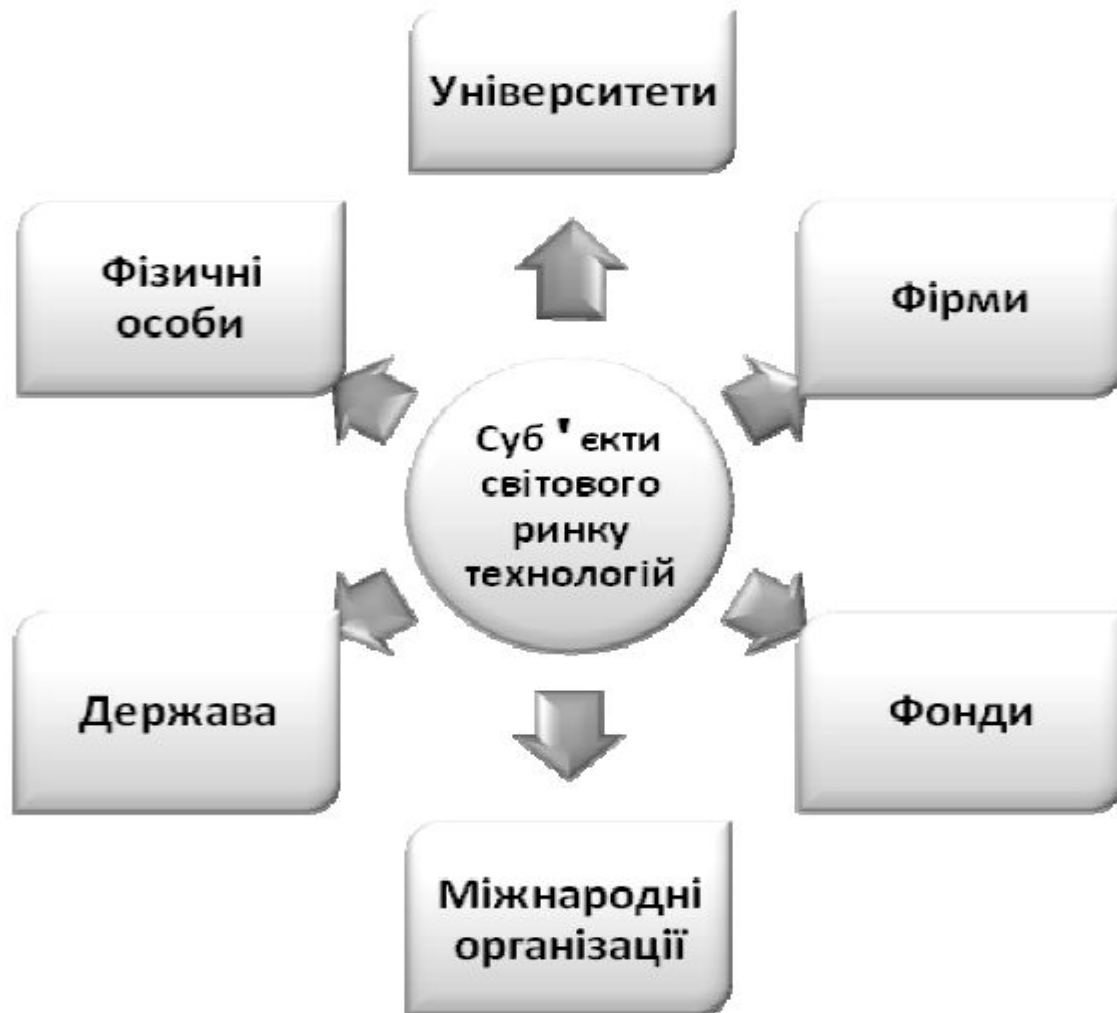 Університети
Фізичні
особи
Фірми
Суб'єкти
світового
ринку
технологій
Держава
Фонди
Міжнародні
організації